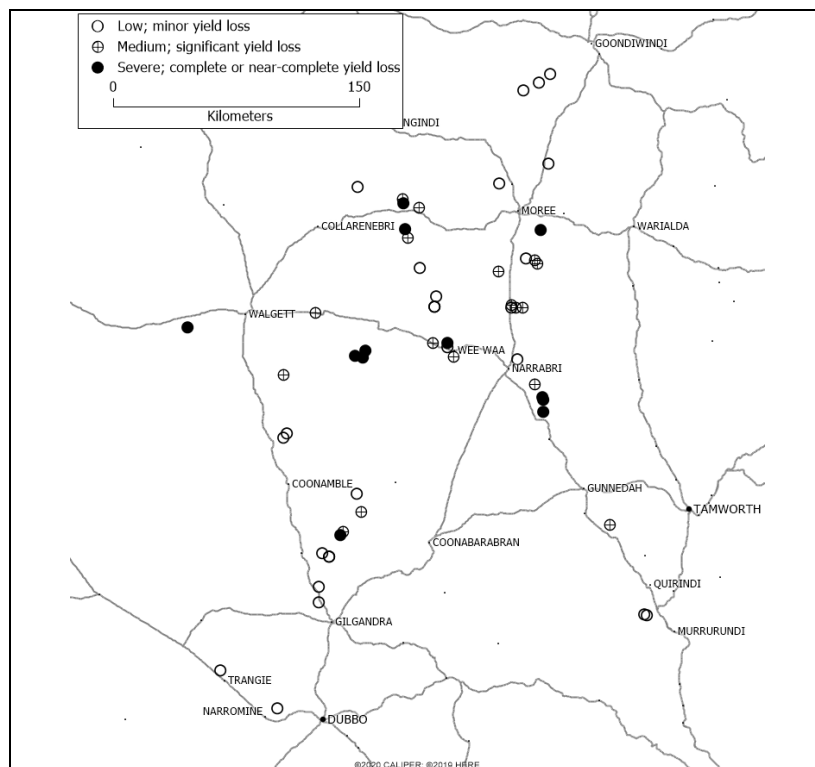 Low; minor yield loss
Medium; significant yield loss
Severe; complete or near-complete yield loss
0 150
Kilometers
GOONDIWINDI
NGINDI
MOREE
COLLARENEBRI
WARIALDA
WALGETT
WEE WAA
NARRABRI
COONAMBLE
GUNNEDAH
TAMWORTH
COONABARABRAN
QUIRINDI
GILGANDRA
MURRURUNDI
TRANGIE
NARROMINE
DUBBO
©2020 CALIPER; ©2019 HERE